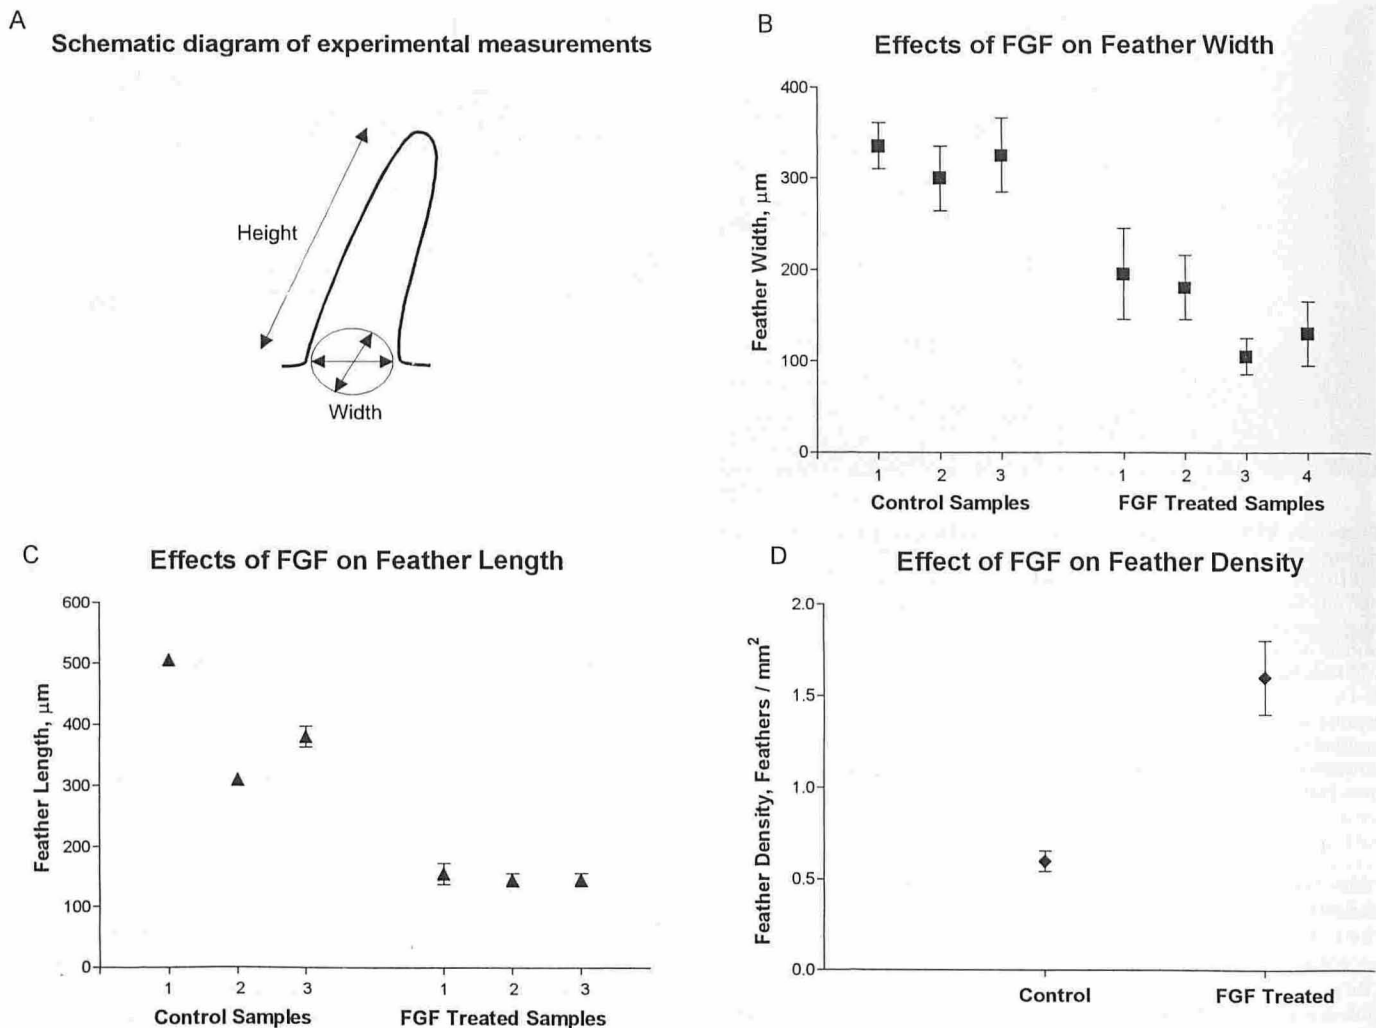 A
Schematic diagram of experimental measurements
Height
Width
B
Effects of FGF on Feather Width
Feather Width, μm
400
300
200
100
0
1 2 3 1 2 3 4
Control Samples FGF Treated Samples
C
Effects of FGF on Feather Length
Feather Length, μm
600
500
400
300
200
100
0
1 2 3 1 2 3
Control Samples FGF Treated Samples
D
Effect of FGF on Feather Density
Feather Density, Feathers / mm²
2.0
1.5
1.0
0.5
0.0
Control FGF Treated